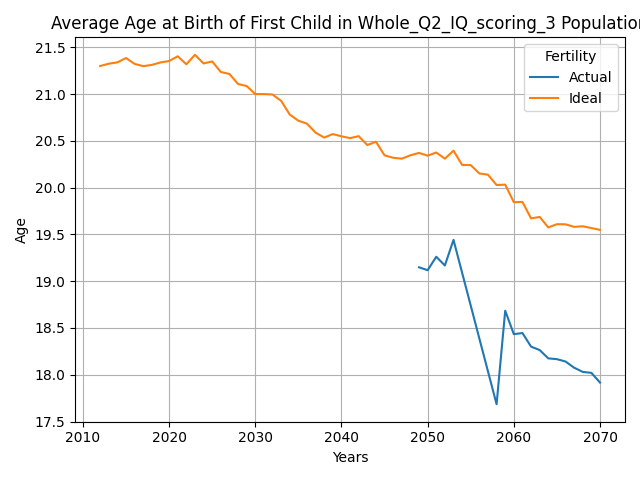 Average Age at Birth of First Child in Whole_Q2_IQ_scoring_3 Population
Fertility
Actual
Ideal
Age
21.5
21.0
20.5
20.0
19.5
19.0
18.5
18.0
17.5
2010 2020 2030 2040 2050 2060 2070
Years